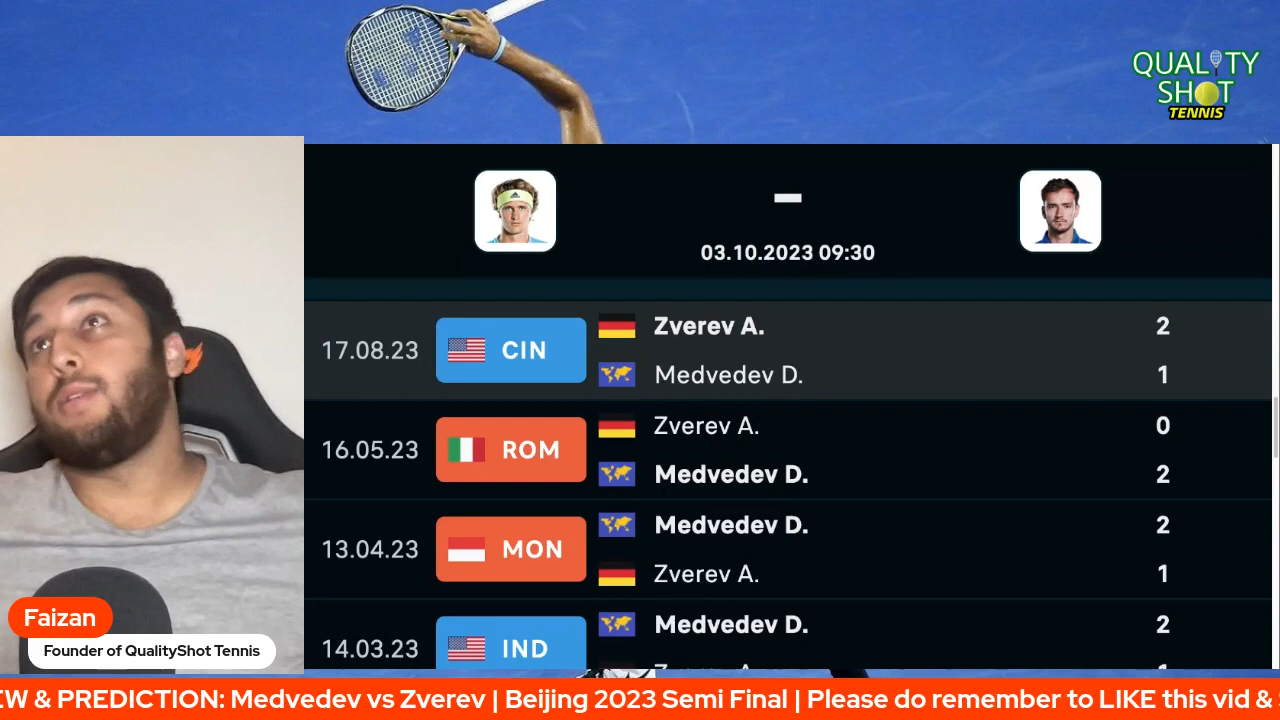 QUALITY
SHOT
TENNIS
03.10.2023 09:30
17.08.23
CIN
Zverev A.
2
Medvedev D.
1
16.05.23
ROM
Zverev A.
0
Medvedev D.
2
13.04.23
MON
Medvedev D.
2
Zverev A.
1
14.03.23
IND
Medvedev D.
2
Faizan
Founder of QualityShot Tennis
EW & PREDICTION: Medvedev vs Zverev | Beijing 2023 Semi Final | Please do remember to LIKE this vid &